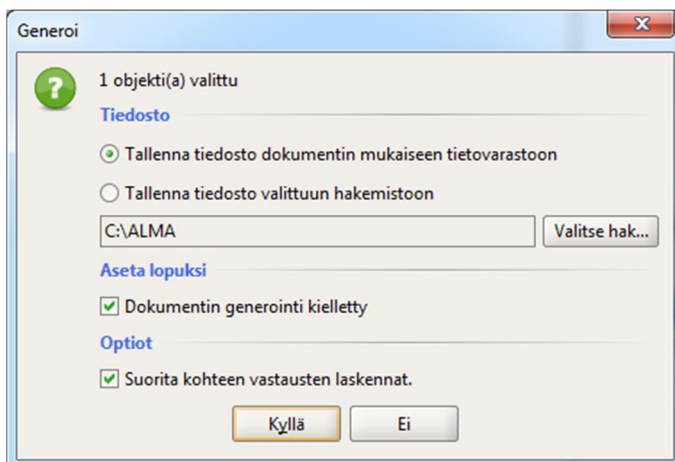 Generoi
1 objekti(a) valittu
Tiedosto
Tallenna tiedosto dokumentin mukaiseen tietovarastoon
Tallenna tiedosto valittuun hakemistoon
C:\ALMA
Valitse hak...
Aseta lopuksi
Dokumentin generointi kielletty
Optiot
Suorita kohteen vastausten laskennat.
Kyllä
Ei